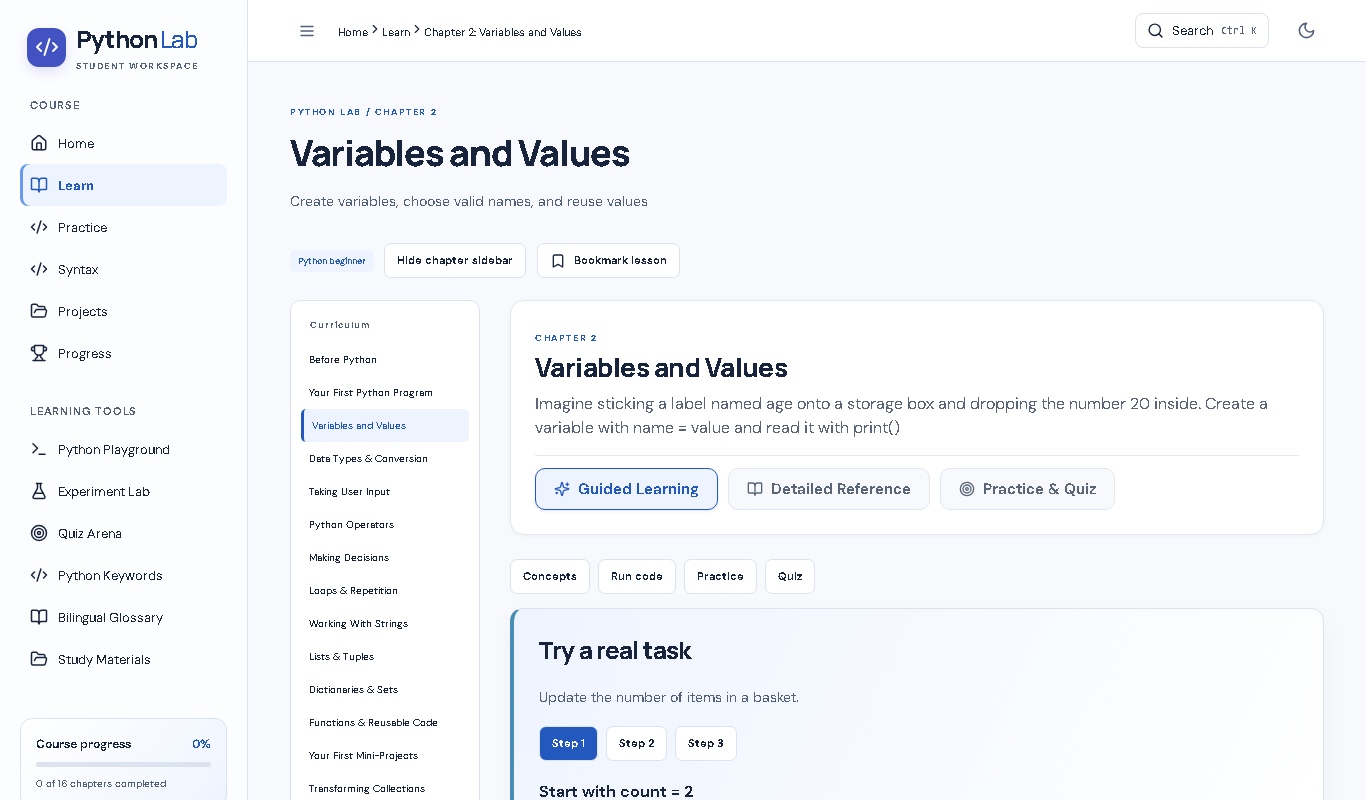 Python Lab
STUDENT WORKSPACE
COURSE
Home
Learn
Practice
Syntax
Projects
Progress
LEARNING TOOLS
Python Playground
Experiment Lab
Quiz Arena
Python Keywords
Bilingual Glossary
Study Materials
Course progress 0%
0 of 16 chapters completed
Home > Learn > Chapter 2: Variables and Values
Search Ctrl K
PYTHON LAB / CHAPTER 2
Variables and Values
Create variables, choose valid names, and reuse values
Python beginner
Hide chapter sidebar
Bookmark lesson
Curriculum
Before Python
Your First Python Program
Variables and Values
Data Types & Conversion
Taking User Input
Python Operators
Making Decisions
Loops & Repetition
Working With Strings
Lists & Tuples
Dictionaries & Sets
Functions & Reusable Code
Your First Mini-Projects
Transforming Collections
CHAPTER 2
Variables and Values
Imagine sticking a label named age onto a storage box and dropping the number 20 inside. Create a
variable with name = value and read it with print()
Guided Learning
Detailed Reference
Practice & Quiz
Concepts
Run code
Practice
Quiz
Try a real task
Update the number of items in a basket.
Step 1
Step 2
Step 3
Start with count = 2